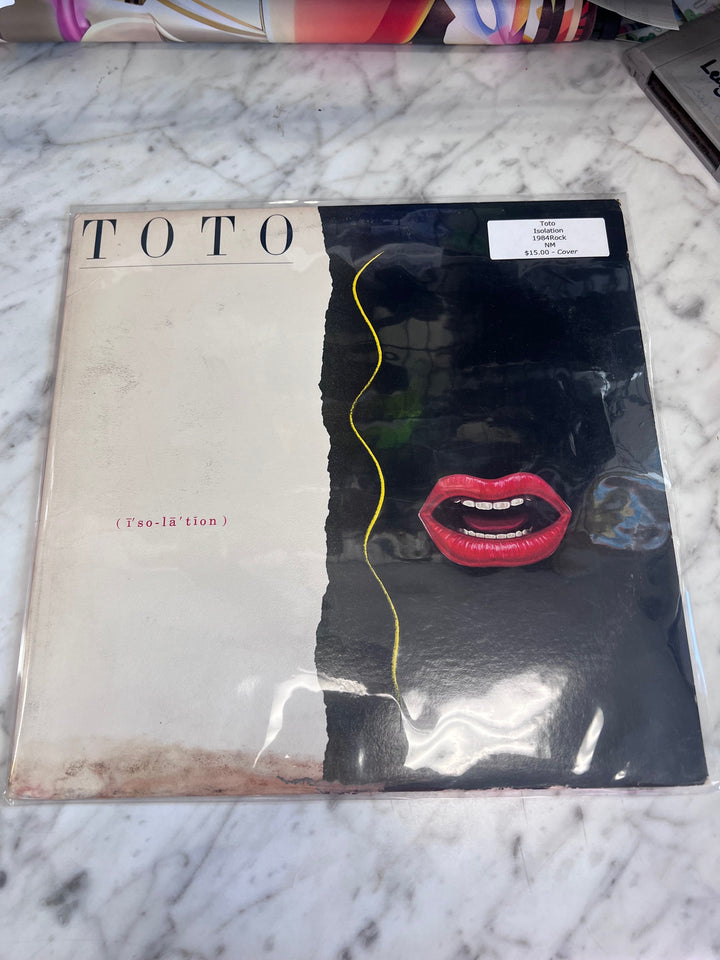 TOTO
Toto
Isolation
1984Rock
NM
$15.00 - Cover
(ī'so-lā'tion)